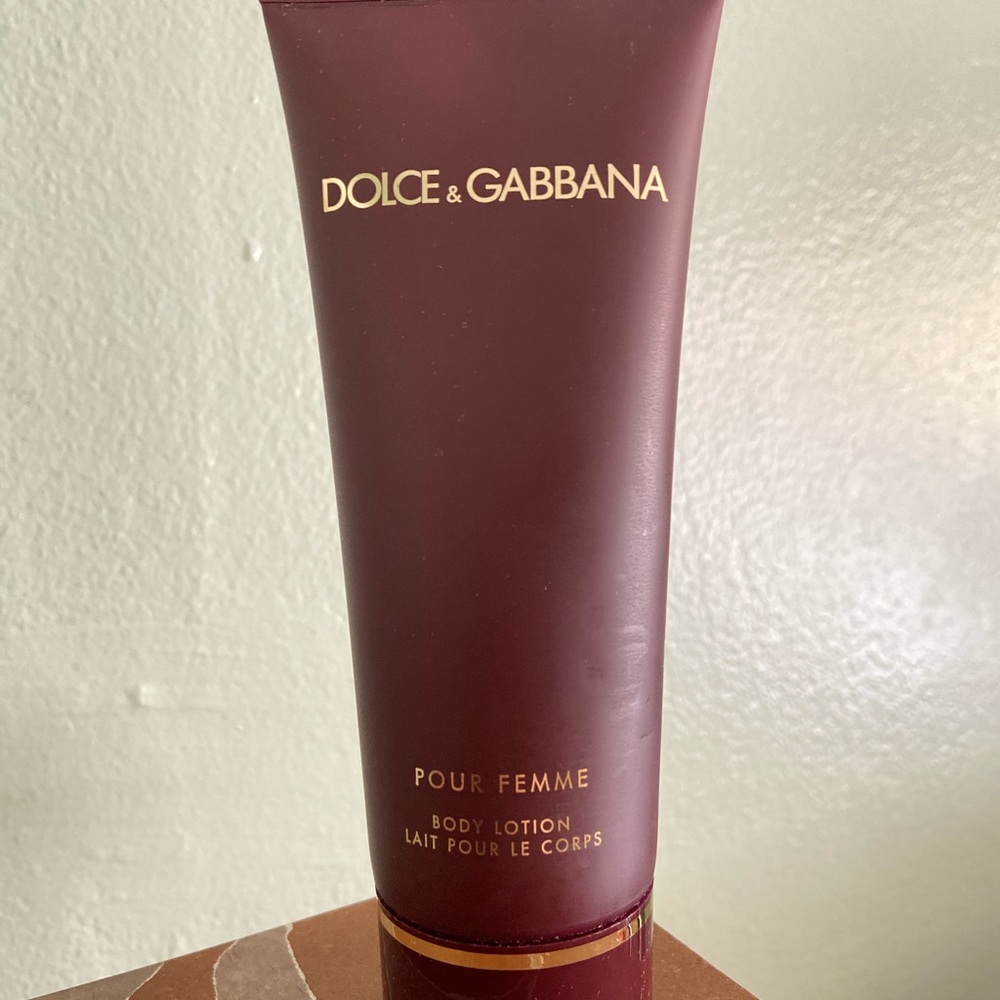 DOLCE & GABBANA
POUR FEMME
BODY LOTION
LAIT POUR LE CORPS